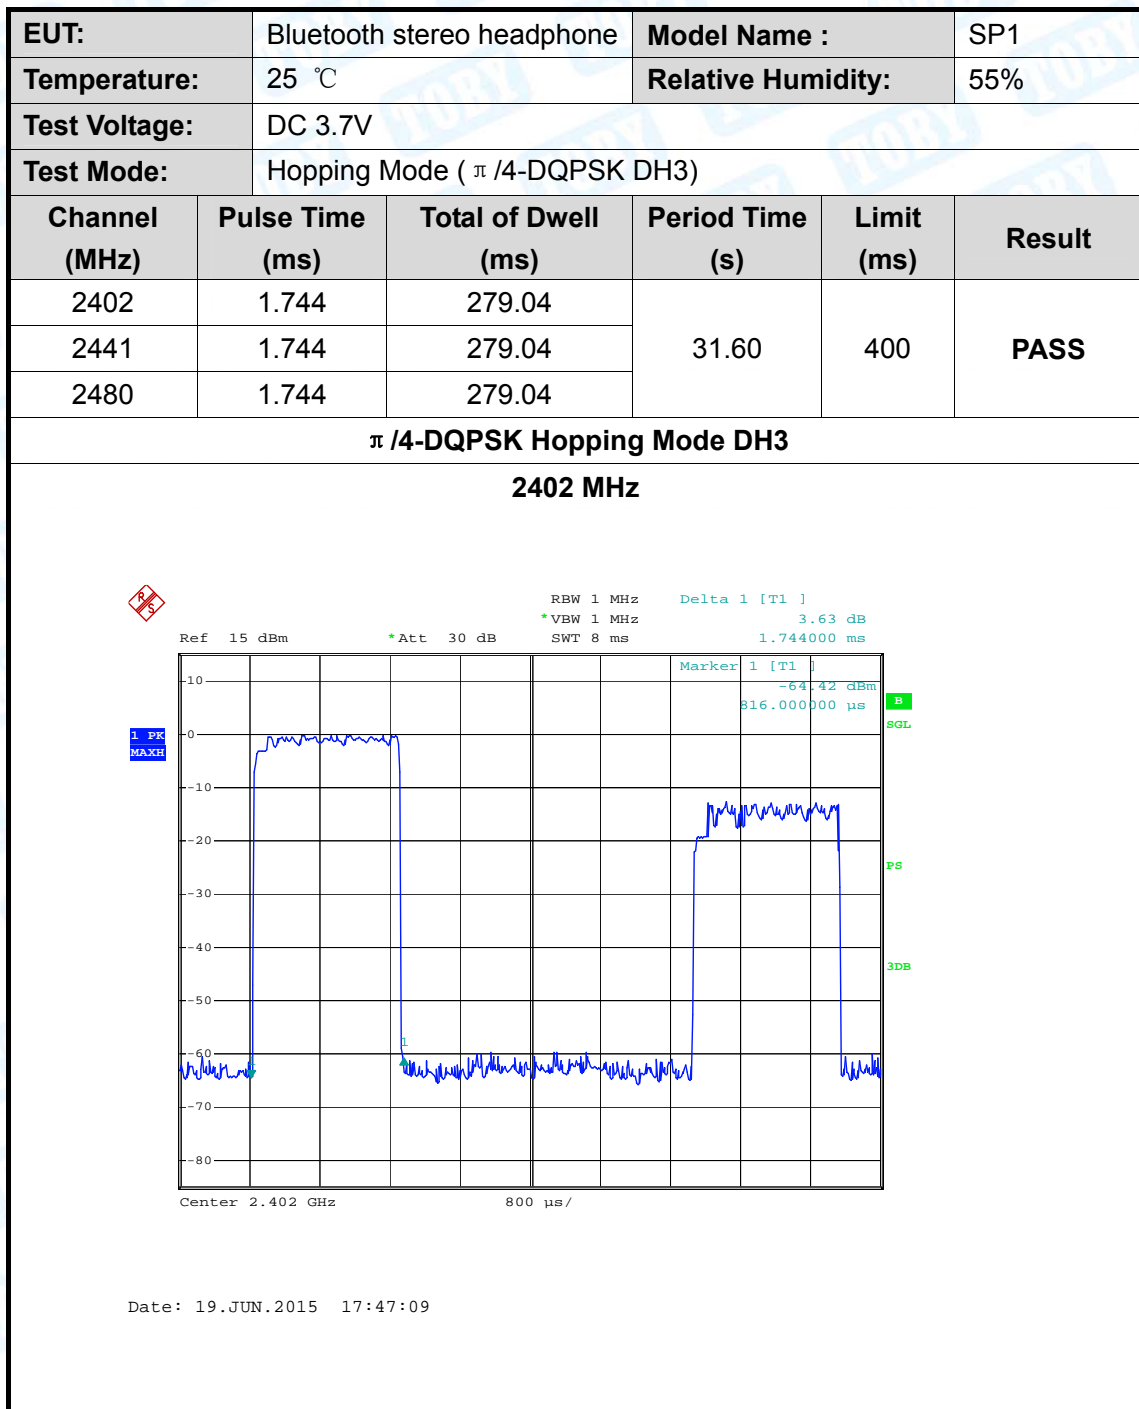 EUT: Bluetooth stereo headphone Model Name : SP1
Temperature: 25 ℃ Relative Humidity: 55%
Test Voltage: DC 3.7V
Test Mode: Hopping Mode ( π /4-DQPSK DH3)
Channel (MHz) Pulse Time (ms) Total of Dwell (ms) Period Time (s) Limit (ms) Result
2402 1.744 279.04
2441 1.744 279.04 31.60 400 PASS
2480 1.744 279.04
π /4-DQPSK Hopping Mode DH3
2402 MHz
R S
RBW 1 MHz Delta 1 [T1 ]
*VBW 1 MHz 3.63 dB
Ref 15 dBm *Att 30 dB SWT 8 ms 1.744000 ms
Marker 1 [T1 ]
10 -64.42 dBm
816.000000 µs B
SGL
1 PK 0
MAXH
-10
-20
PS
-30
-40
3DB
-50
1
-60
-70
-80
Center 2.402 GHz 800 µs/
Date: 19.JUN.2015 17:47:09
TOBY